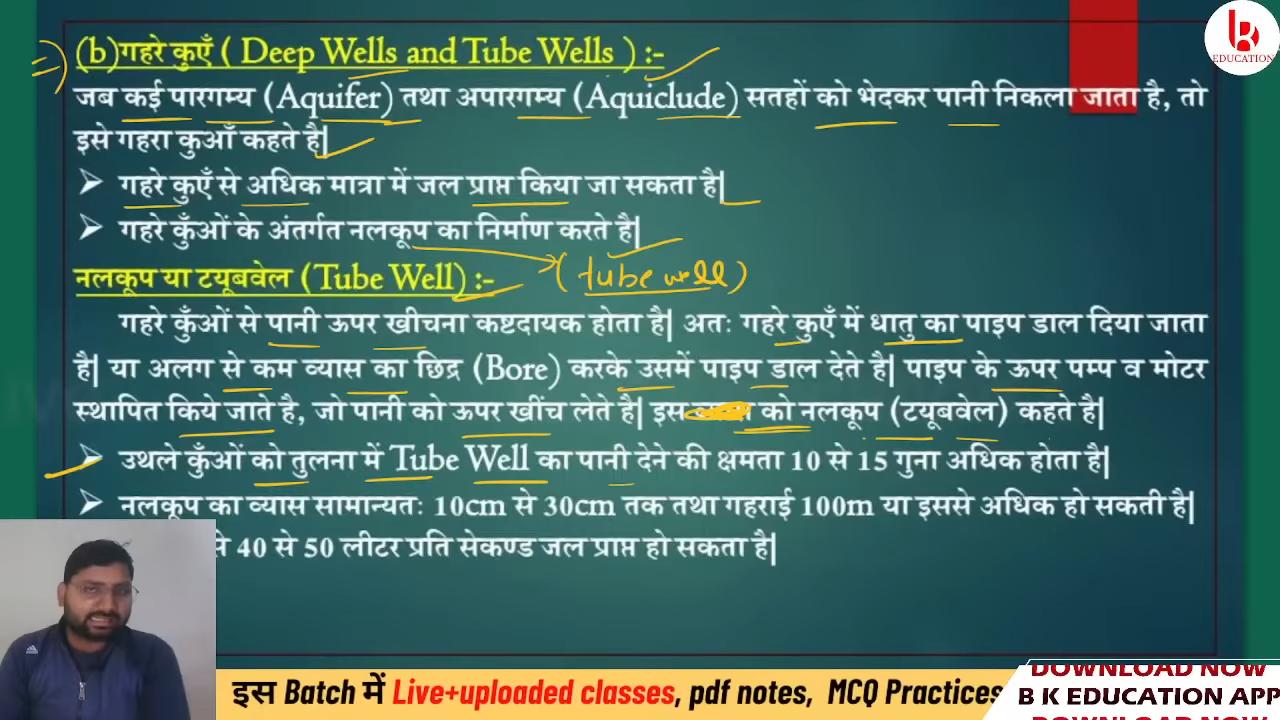 (b)गहरे कुएँ ( Deep Wells and Tube Wells ) :-
जब कई पारगम्य (Aquifer) तथा अपारगम्य (Aquiclude) सतहों को भेदकर पानी निकला जाता है, तो
इसे गहरा कुआँ कहते है|
➤ गहरे कुएँ से अधिक मात्रा में जल प्राप्त किया जा सकता है|
➤ गहरे कुँओं के अंतर्गत नलकूप का निर्माण करते है|
नलकूप या टयूबवेल (Tube Well) :- (tube well)
गहरे कुँओं से पानी ऊपर खीचना कष्टदायक होता है| अत: गहरे कुएँ में धातु का पाइप डाल दिया जाता
है| या अलग से कम व्यास का छिद्र (Bore) करके उसमें पाइप डाल देते है| पाइप के ऊपर पम्प व मोटर
स्थापित किये जाते है, जो पानी को ऊपर खींच लेते है| इस को नलकूप (टयूबवेल) कहते है|
➤ उथले कुँओं को तुलना में Tube Well का पानी देने की क्षमता 10 से 15 गुना अधिक होता है|
➤ नलकूप का व्यास सामान्यत: 10cm से 30cm तक तथा गहराई 100m या इससे अधिक हो सकती है|
से 40 से 50 लीटर प्रति सेकण्ड जल प्राप्त हो सकता है|
k
EDUCATION
इस Batch में Live+uploaded classes, pdf notes, MCQ Practices
DOWNLOAD NOW
B K EDUCATION APP
DOWNLOAD NOW